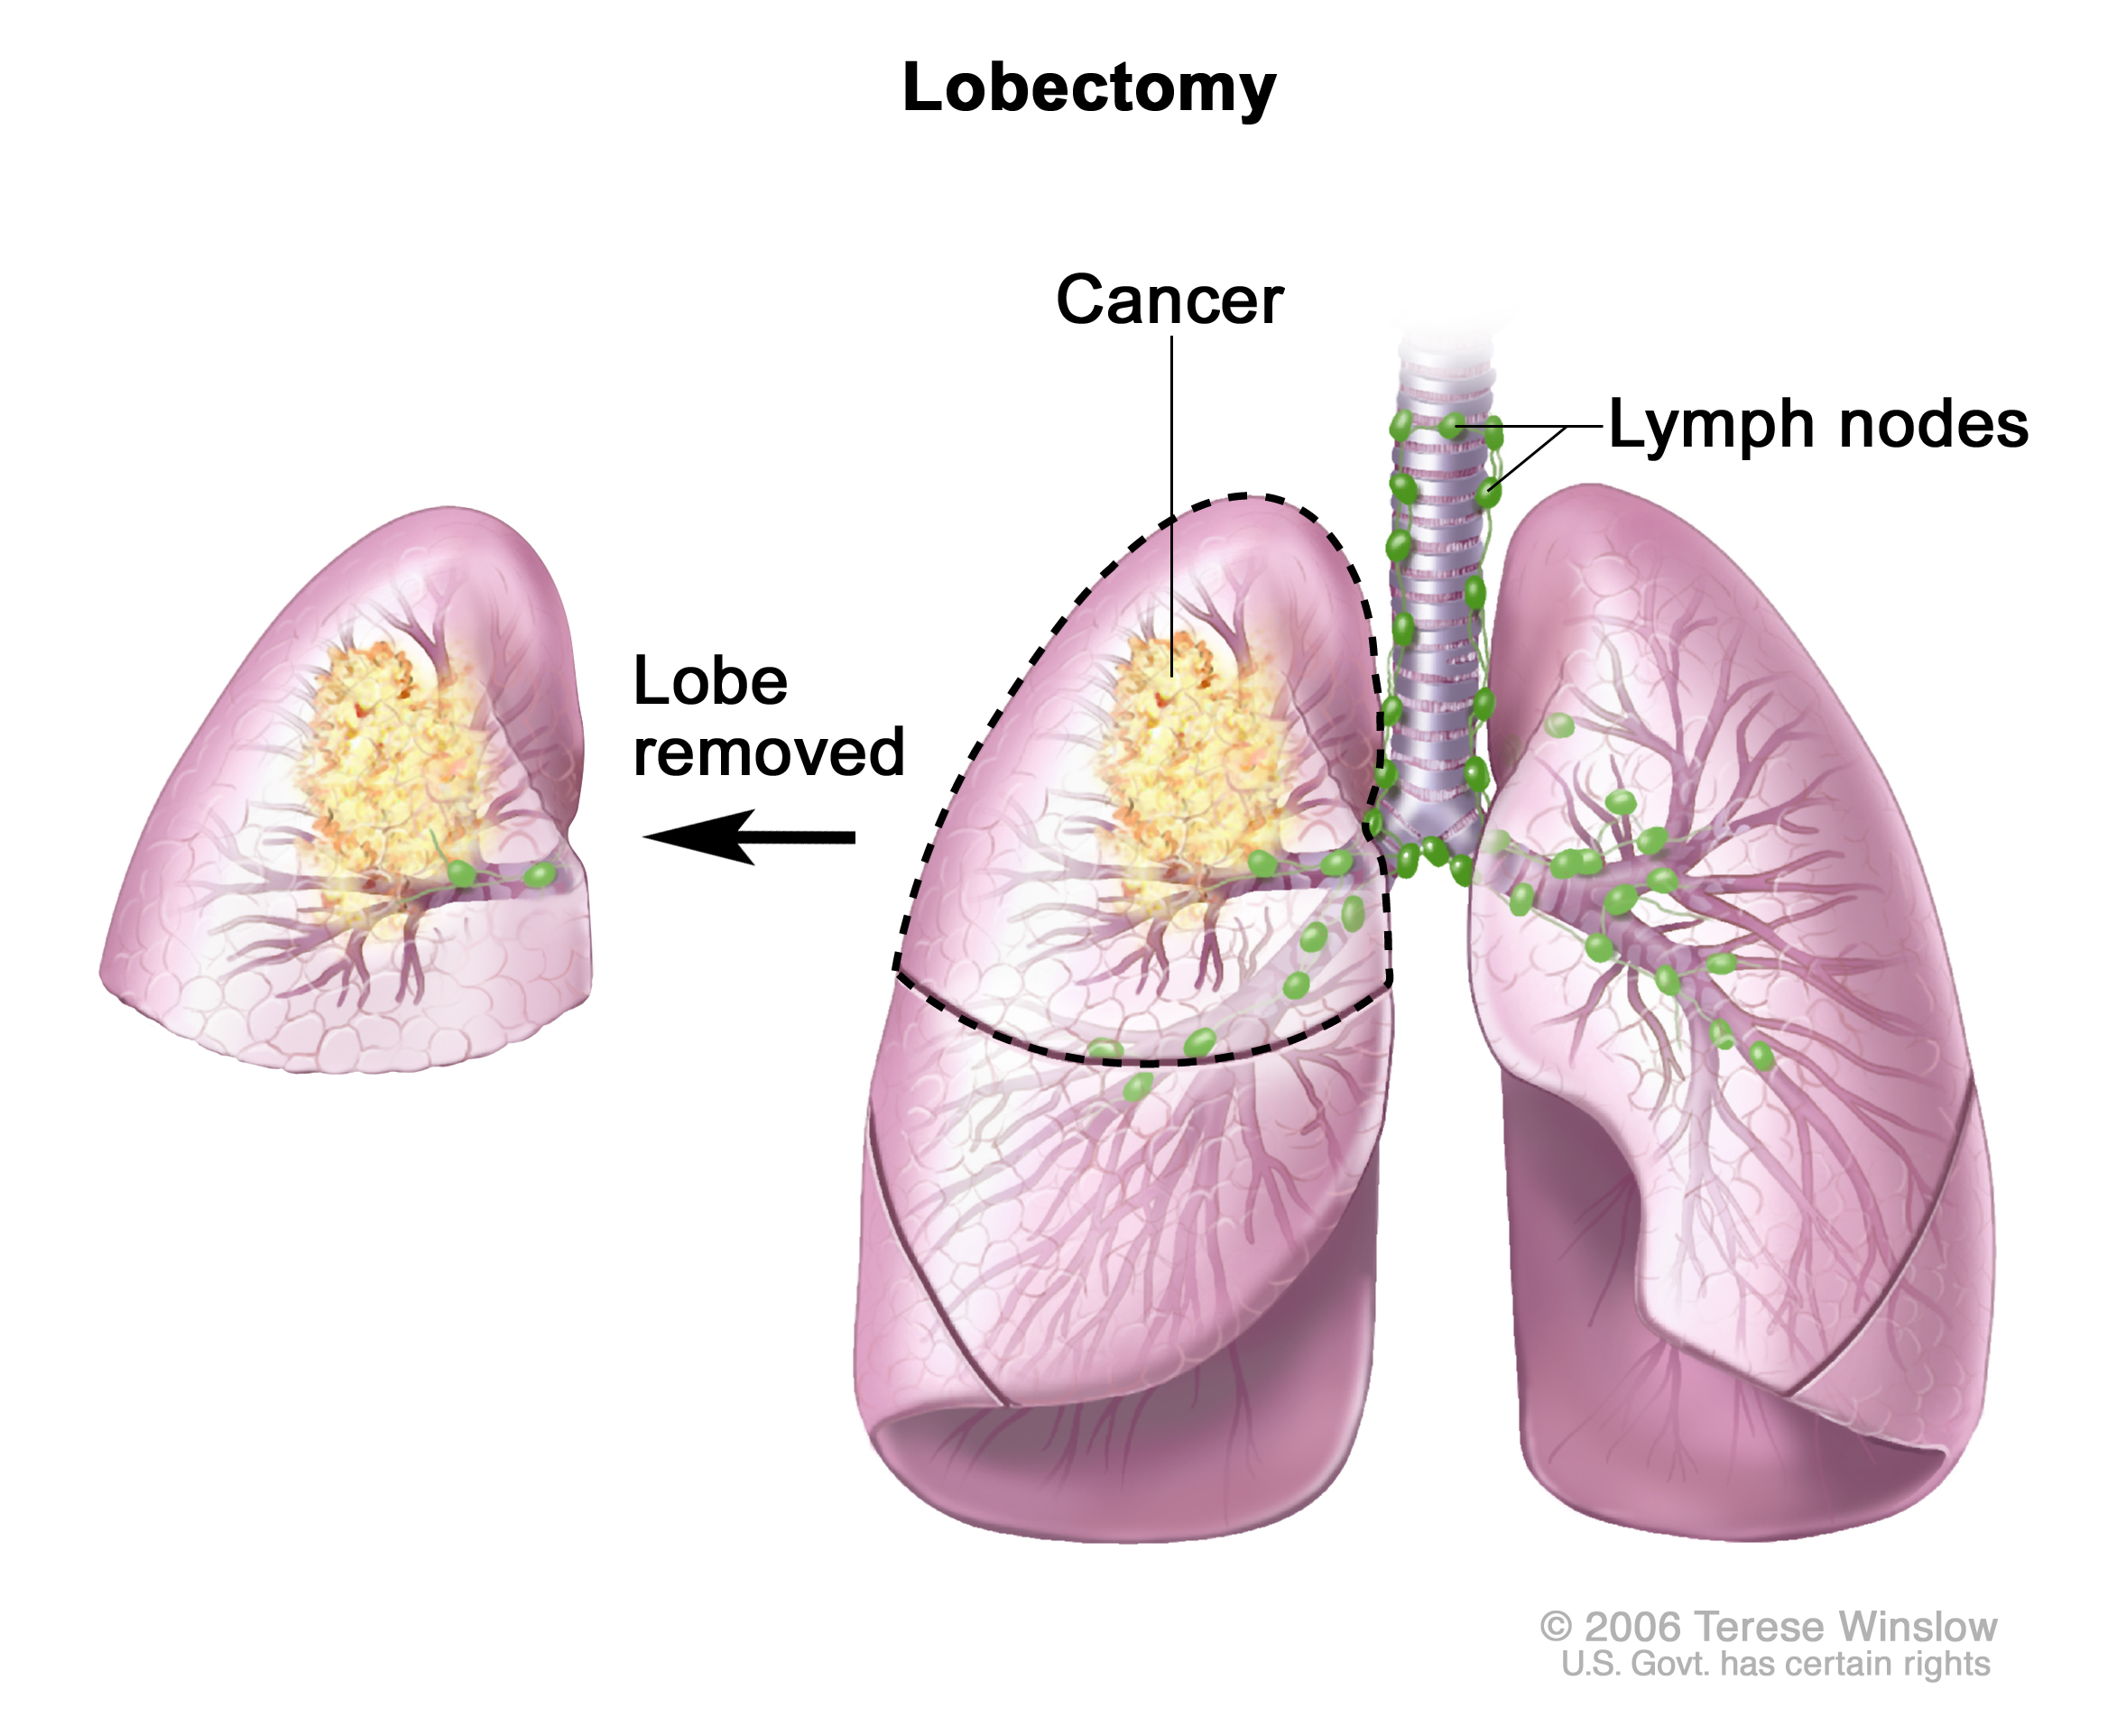 Lobectomy
Cancer
Lymph nodes
Lobe
removed
© 2006 Terese Winslow
U.S. Govt. has certain rights